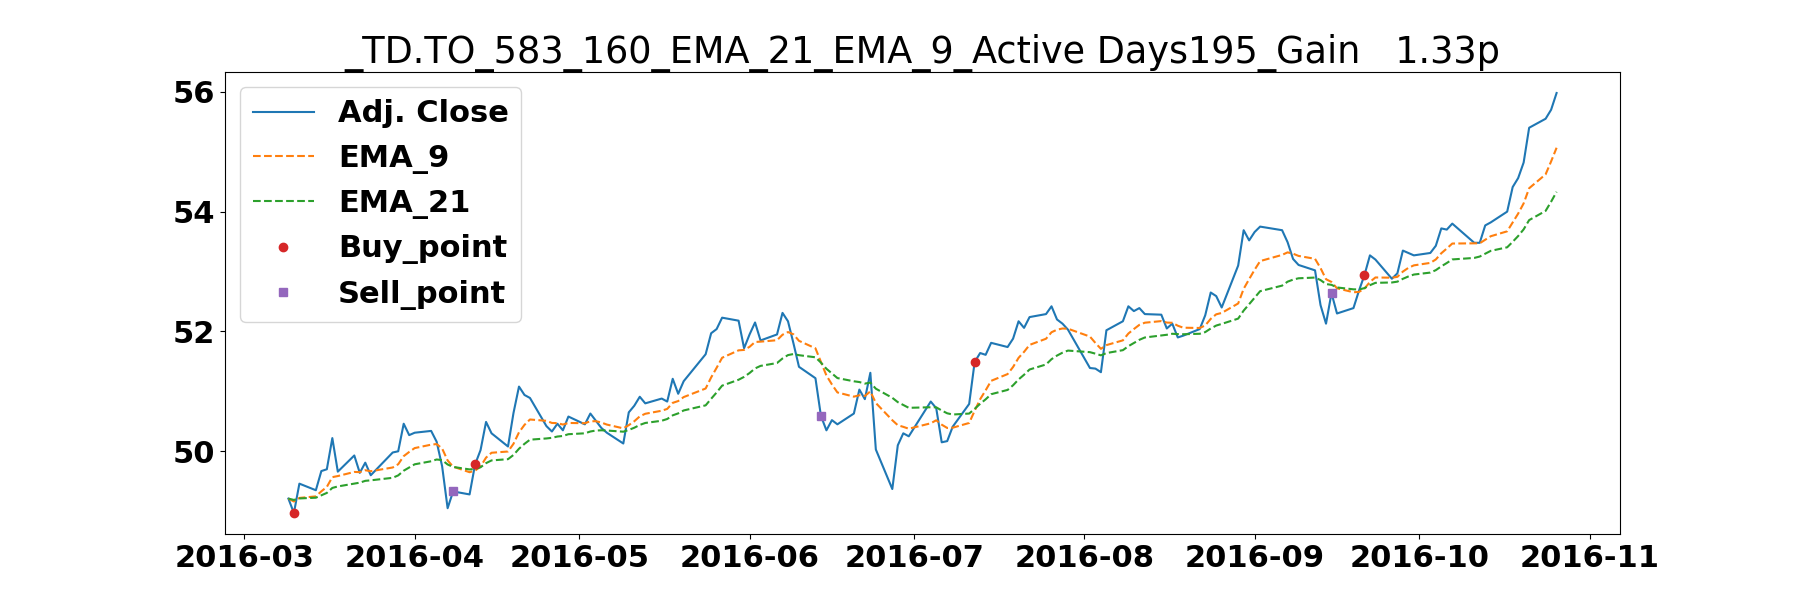 _TD.TO_583_160_EMA_21_EMA_9_Active Days195_Gain   1.33p
56
54
52
50
Adj. Close
EMA_9
EMA_21
Buy_point
Sell_point
2016-03 2016-04 2016-05 2016-06 2016-07 2016-08 2016-09 2016-10 2016-11